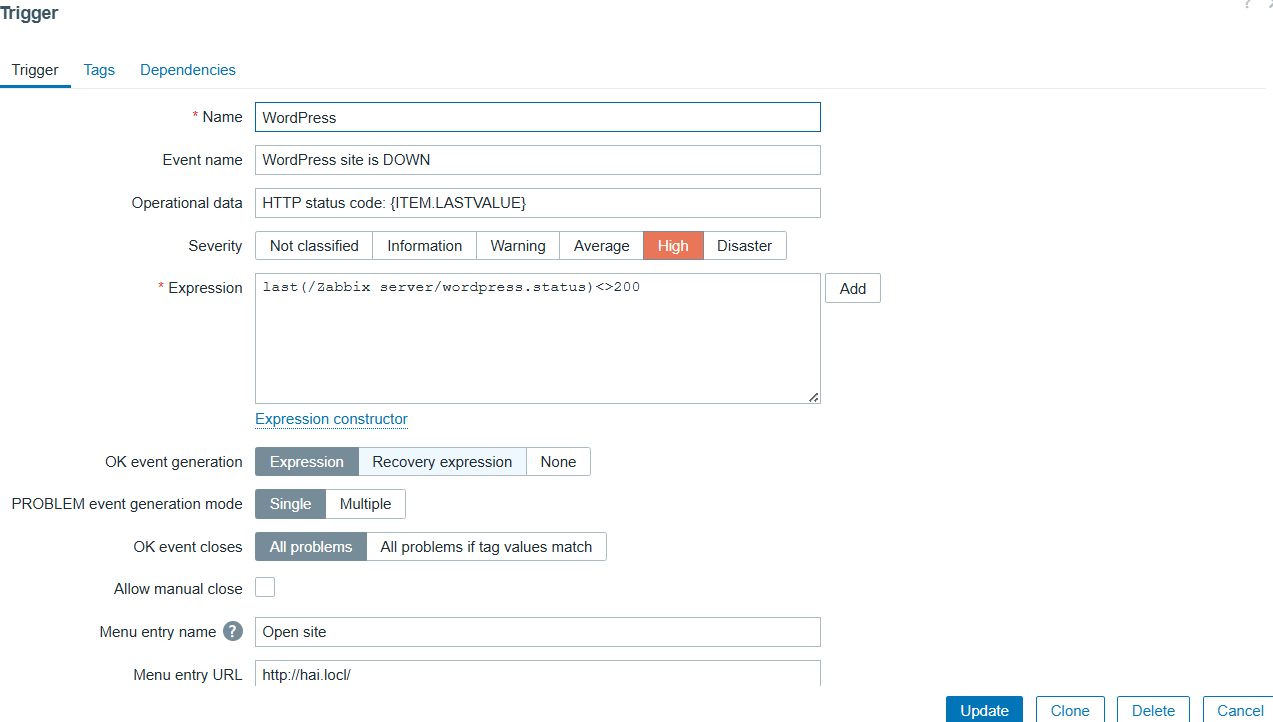 Trigger
?
Trigger Tags Dependencies
* Name WordPress
Event name WordPress site is DOWN
Operational data HTTP status code: {ITEM.LASTVALUE}
Severity Not classified Information Warning Average High Disaster
* Expression last(/Zabbix server/wordpress.status)<>200 Add
Expression constructor
OK event generation Expression Recovery expression None
PROBLEM event generation mode Single Multiple
OK event closes All problems All problems if tag values match
Allow manual close
Menu entry name ? Open site
Menu entry URL http://hai.locl/
Update Clone Delete Cancel